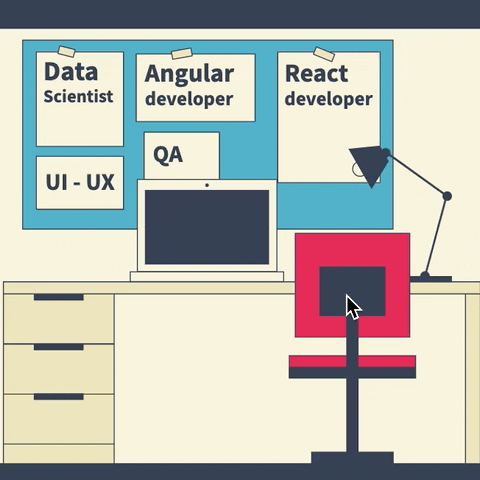 Data
Scientist
Angular
developer
React
developer
QA
UI - UX